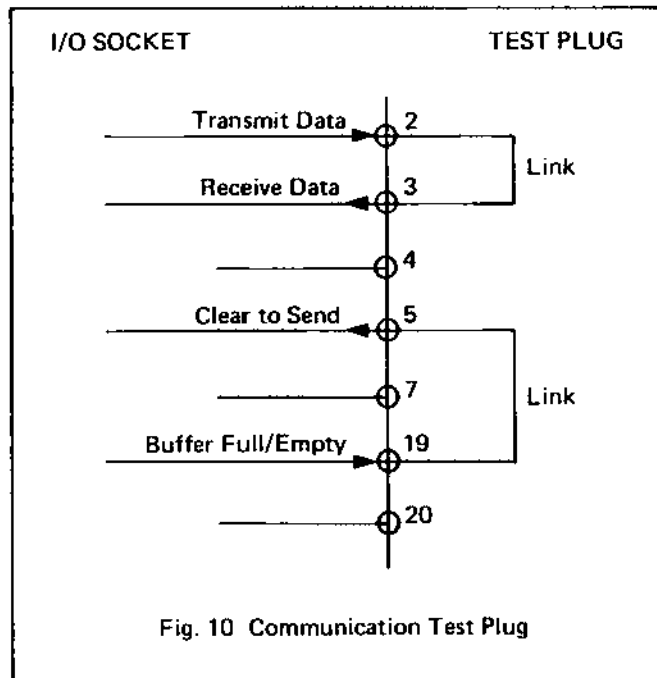 I/O SOCKET TEST PLUG
Transmit Data 2
Link
Receive Data 3
4
Clear to Send 5
7 Link
Buffer Full/Empty 19
20
Fig. 10 Communication Test Plug